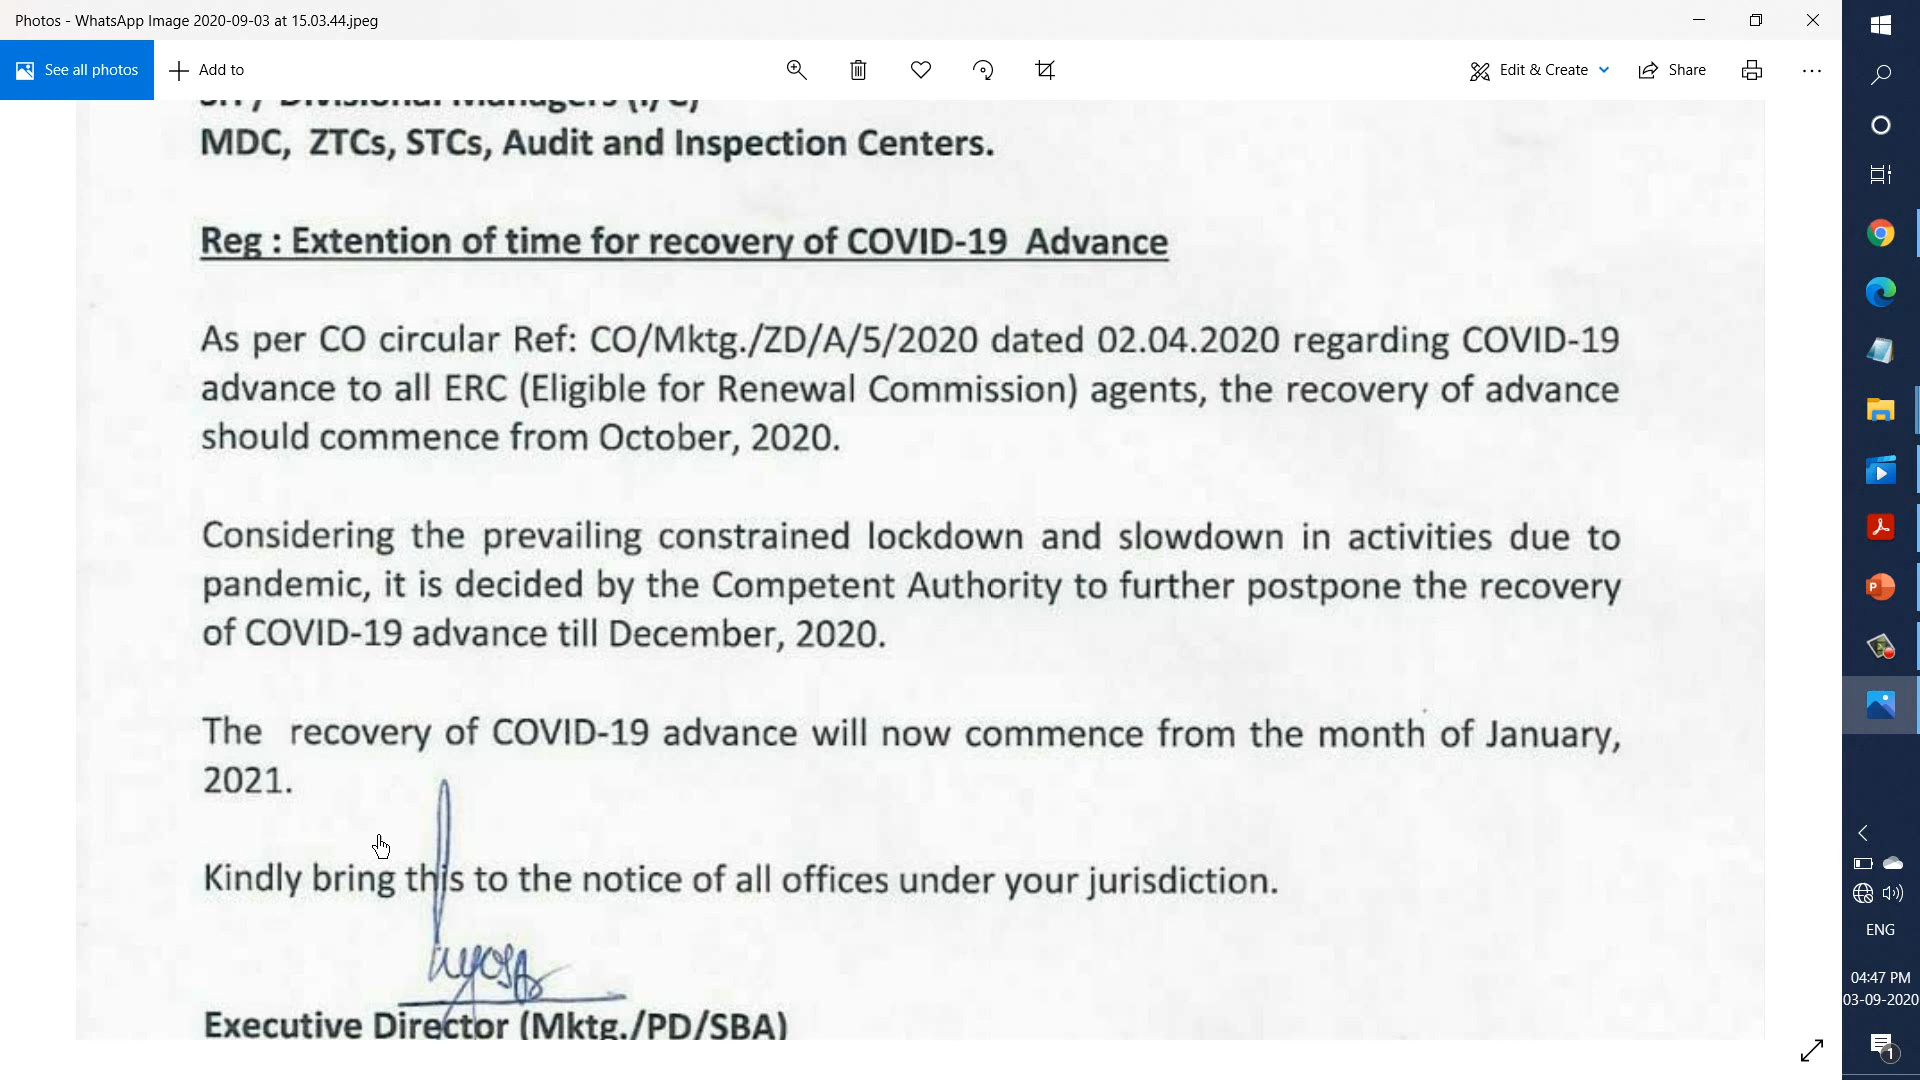 Photos - WhatsApp Image 2020-09-03 at 15.03.44.jpeg
See all photos
Add to
Edit & Create
Share
Divisional Managers (I/C)
MDC, ZTCs, STCs, Audit and Inspection Centers.
Reg : Extention of time for recovery of COVID-19 Advance
As per CO circular Ref: CO/Mktg./ZD/A/5/2020 dated 02.04.2020 regarding COVID-19
advance to all ERC (Eligible for Renewal Commission) agents, the recovery of advance
should commence from October, 2020.
Considering the prevailing constrained lockdown and slowdown in activities due to
pandemic, it is decided by the Competent Authority to further postpone the recovery
of COVID-19 advance till December, 2020.
The recovery of COVID-19 advance will now commence from the month of January,
2021.
Kindly bring this to the notice of all offices under your jurisdiction.
Executive Director (Mktg./PD/SBA)
ENG
04:47 PM
03-09-2020
1